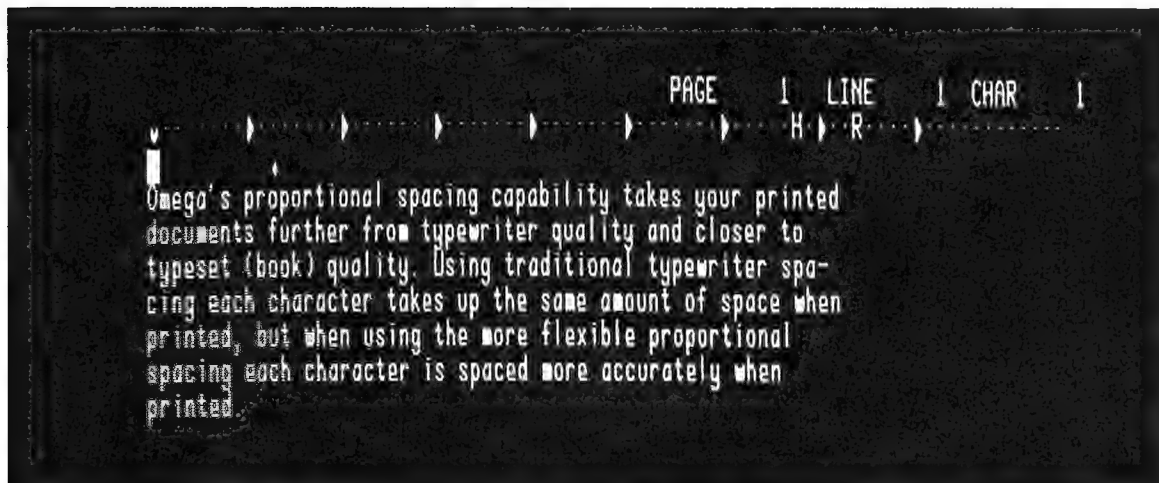 PAGE 1 LINE 1 CHAR 1
H R
Omega's proportional spacing capability takes your printed
documents further from typewriter quality and closer to
typeset (book) quality. Using traditional typewriter spa-
cing each character takes up the same amount of space when
printed, but when using the more flexible proportional
spacing each character is spaced more accurately when
printed.